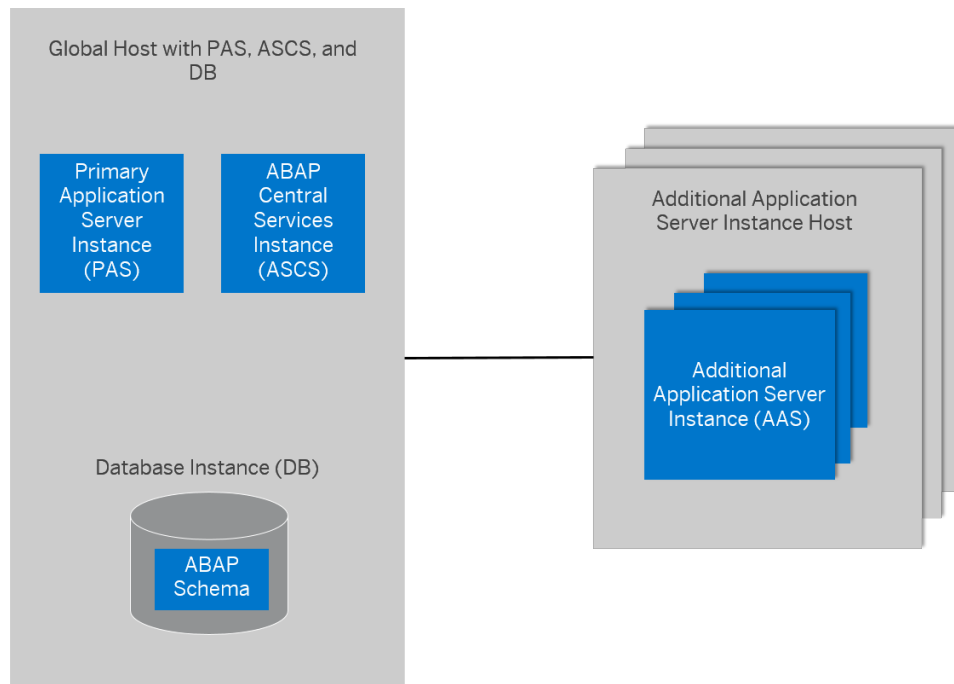 Global Host with PAS, ASCS, and
DB
Primary
Application
Server
Instance
(PAS)
ABAP
Central
Services
Instance
(ASCS)
Database Instance (DB)
ABAP
Schema
Additional Application
Server Instance Host
Additional
Application Server
Instance (AAS)